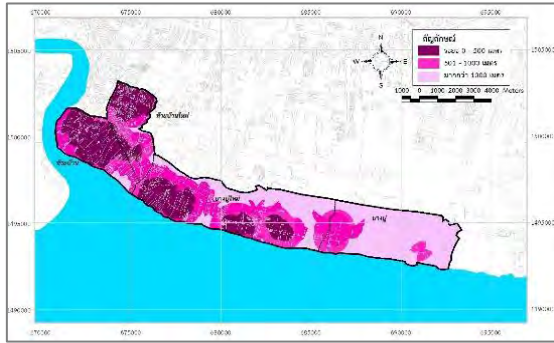 670000 675000 680000 685000 690000 695000
สัญลักษณ์
ระยะ 0 - 500 เมตร
501 - 1000 เมตร
มากกว่า 1000 เมตร
1000 0 1000 2000 3000 4000 Meters
N
W E
S
ท้ายบ้านใหม่
ท้ายบ้าน
บางปูใหม่
บางปู
1505000
1500000
1495000
1490000
670000 675000 680000 685000 690000 695000